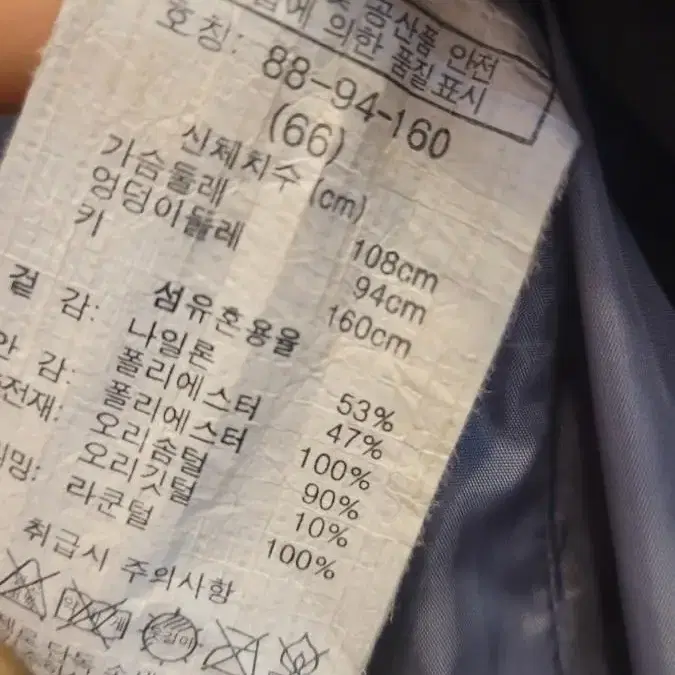 공산품 안전
에 의한 품질표시
호칭: 88-94-160
(66)
신체치수 (cm)
가슴둘레 108cm
엉덩이둘레 94cm
키 160cm
섬유혼용율
겉 감: 나일론 53%
폴리에스터 47%
안 감: 폴리에스터 100%
전재: 오리솜털 90%
오리깃털 10%
밍: 라쿤털 100%
취급시 주의사항